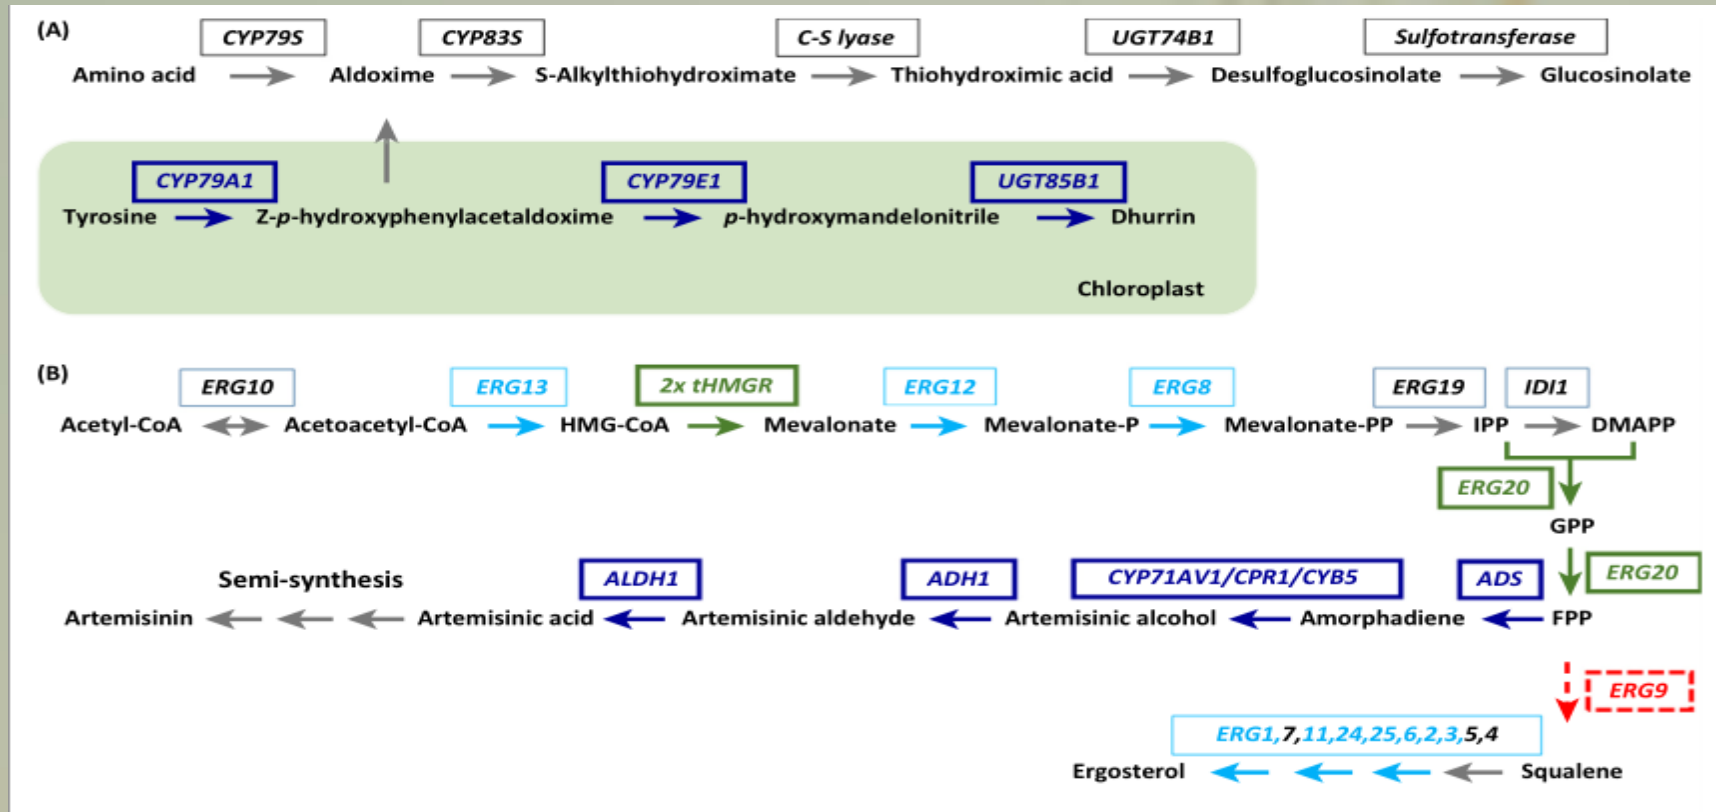 (A)
CYP79S CYP83S C-S lyase UGT74B1 Sulfotransferase
Amino acid Aldoxime S-Alkylthiohydroximate Thiohydroximic acid Desulfoglucosinolate Glucosinolate
CYP79A1 CYP79E1 UGT85B1
Tyrosine Z-p-hydroxyphenylacetaldoxime p-hydroxymandelonitrile Dhurrin
Chloroplast
(B)
ERG10 ERG13 2x tHMGR ERG12 ERG8 ERG19 IDI1
Acetyl-CoA Acetoacetyl-CoA HMG-CoA Mevalonate Mevalonate-P Mevalonate-PP IPP DMAPP
ERG20
GPP
Semi-synthesis ALDH1 ADH1 CYP71AV1/CPR1/CYB5 ADS ERG20
Artemisinin Artemisinic acid Artemisinic aldehyde Artemisinic alcohol Amorphadiene FPP
ERG9
ERG1,7,11,24,25,6,2,3,5,4
Ergosterol Squalene